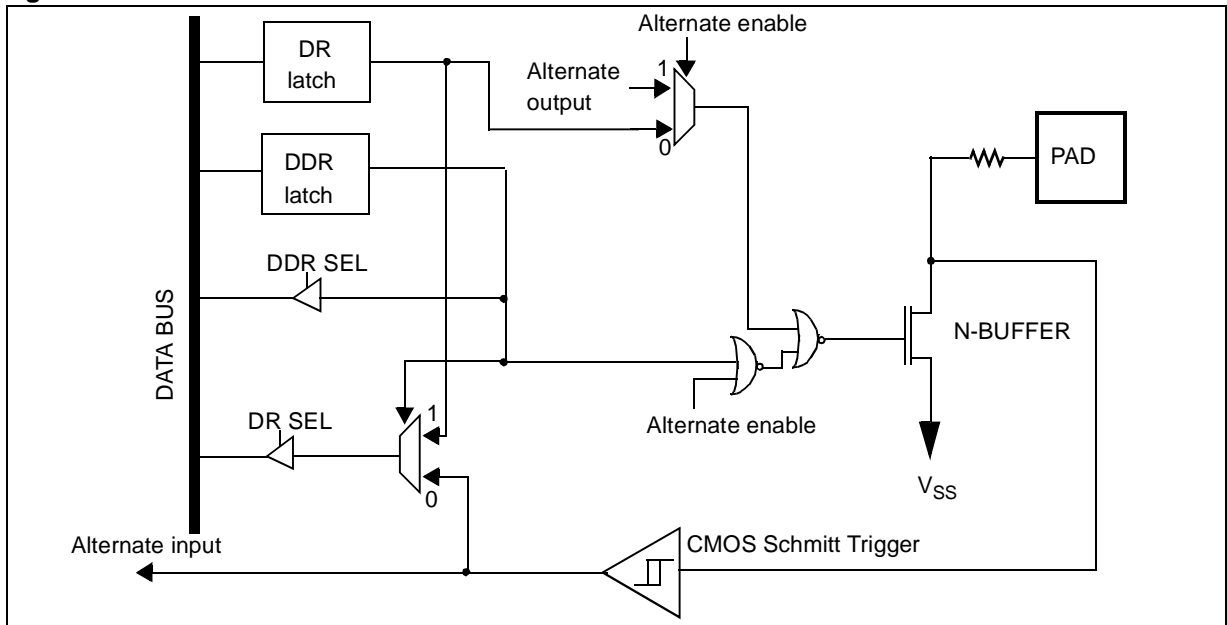 Alternate enable
DR
latch
1
Alternate
output
0
PAD
DDR
latch
DDR SEL
DATA BUS
N-BUFFER
1
DR SEL
Alternate enable
0
VSS
Alternate input
CMOS Schmitt Trigger